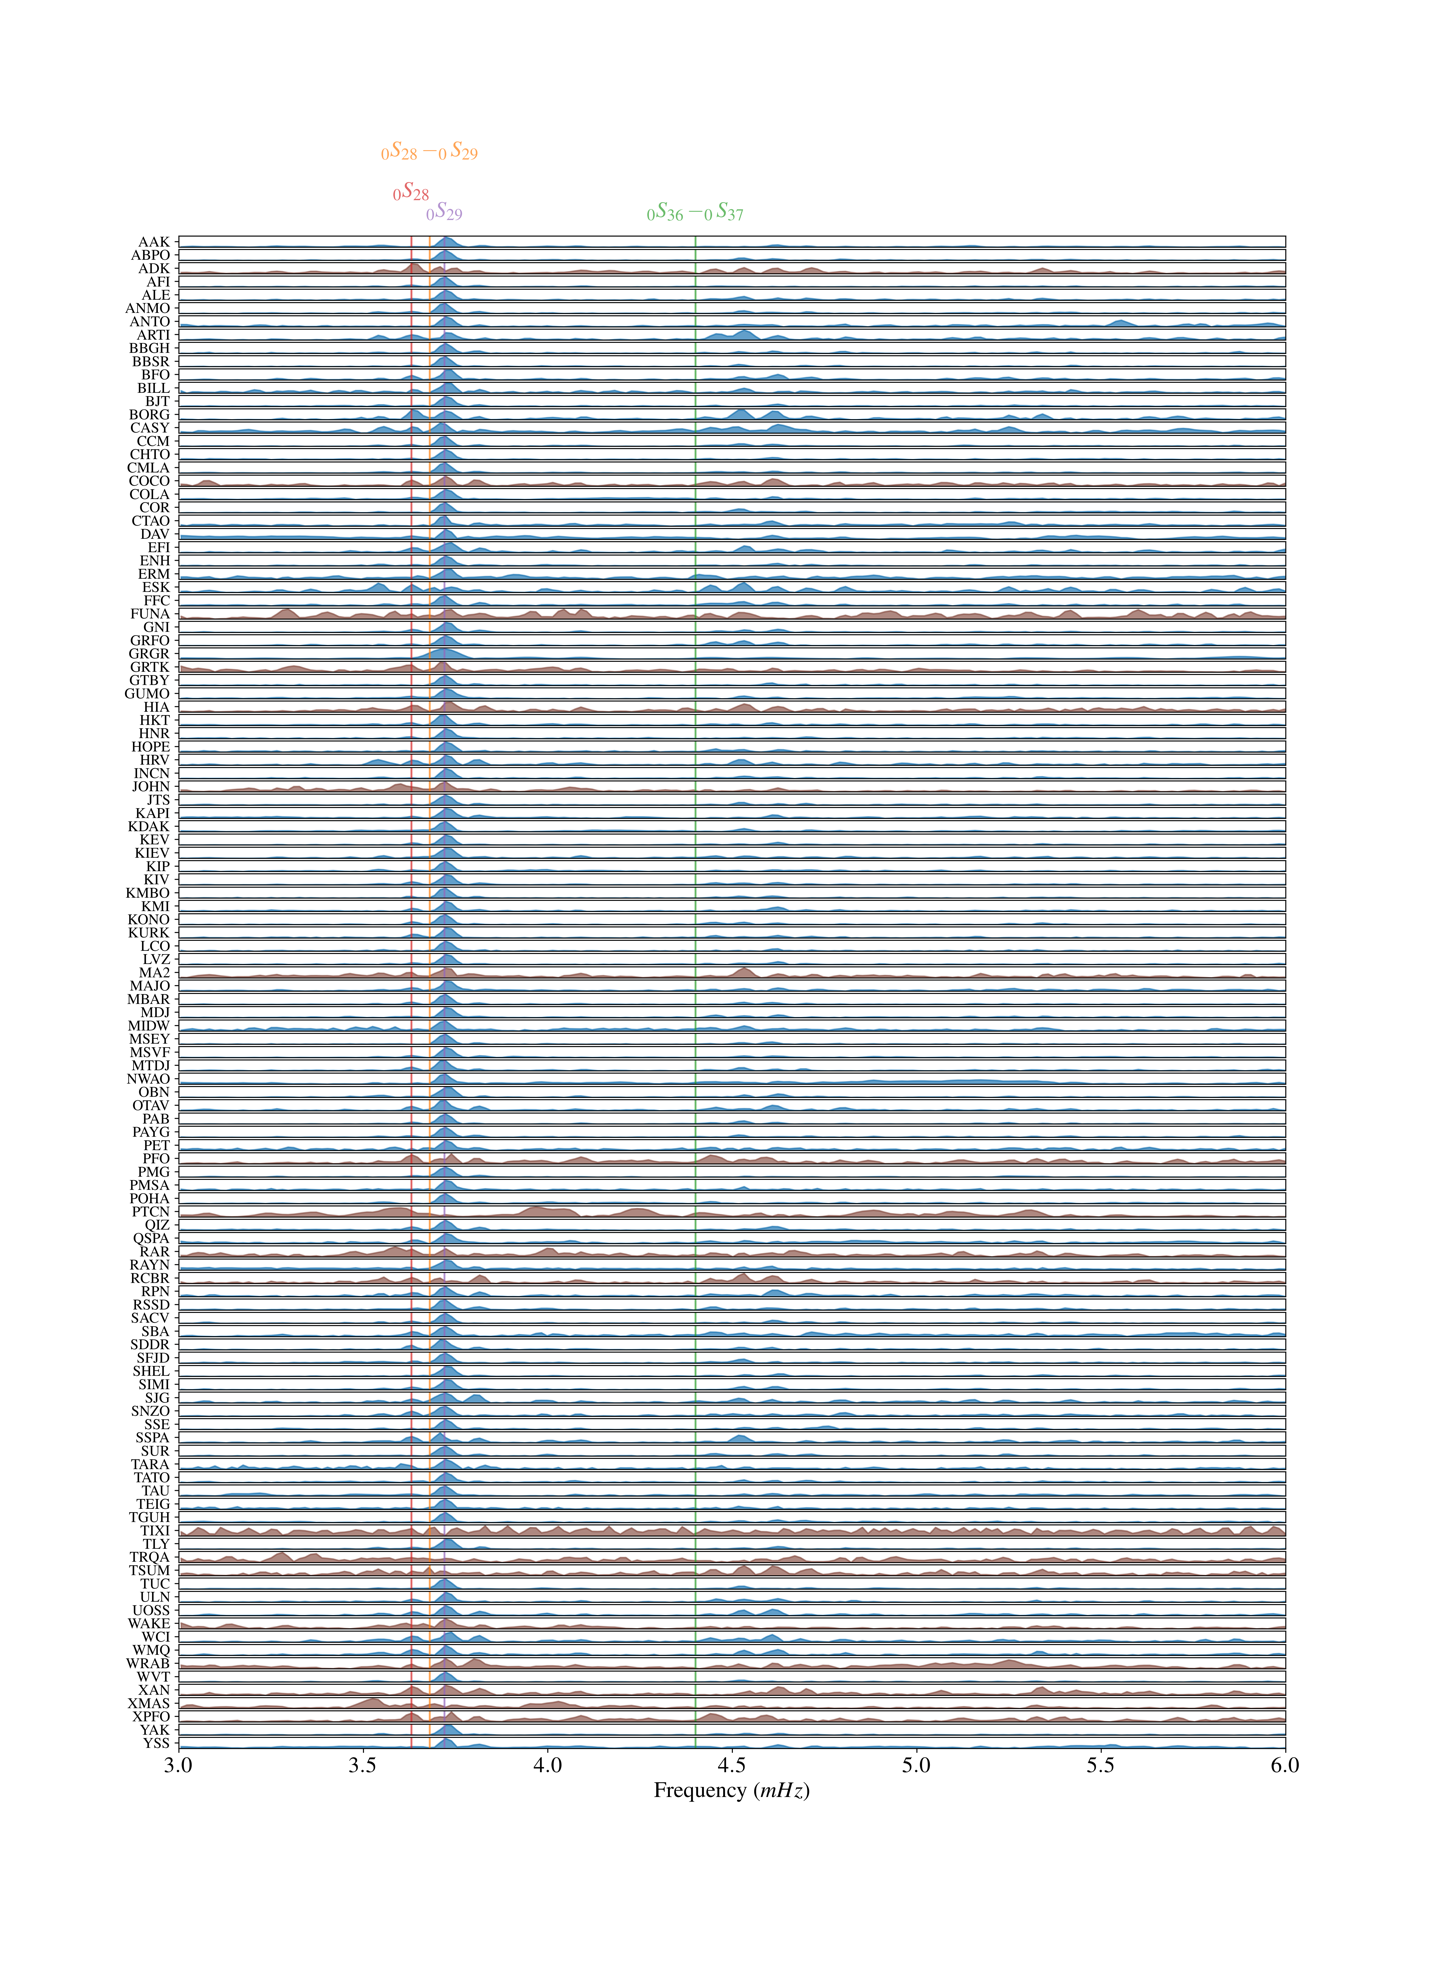 0S28 −0 S29
0S28
0S29
0S36 −0 S37
AAK
ABPO
ADK
AFI
ALE
ANMO
ANTO
ARTI
BBGH
BBSR
BFO
BILL
BJT
BORG
CASY
CCM
CHTO
CMLA
COCO
COLA
COR
CTAO
DAV
EFI
ENH
ERM
ESK
FFC
FUNA
GNI
GRFO
GRGR
GRTK
GTBY
GUMO
HIA
HKT
HNR
HOPE
HRV
INCN
JOHN
JTS
KAPI
KDAK
KEV
KIEV
KIP
KIV
KMBO
KMI
KONO
KURK
LCO
LVZ
MA2
MAJO
MBAR
MDJ
MIDW
MSEY
MSVF
MTDJ
NWAO
OBN
OTAV
PAB
PAYG
PET
PFO
PMG
PMSA
POHA
PTCN
QIZ
QSPA
RAR
RAYN
RCBR
RPN
RSSD
SACV
SBA
SDDR
SFJD
SHEL
SIMI
SJG
SNZO
SSE
SSPA
SUR
TARA
TATO
TAU
TEIG
TGUH
TIXI
TLY
TRQA
TSUM
TUC
ULN
UOSS
WAKE
WCI
WMQ
WRAB
WVT
XAN
XMAS
XPFO
YAK
YSS
3.0 3.5 4.0 4.5 5.0 5.5 6.0
Frequency (mHz)